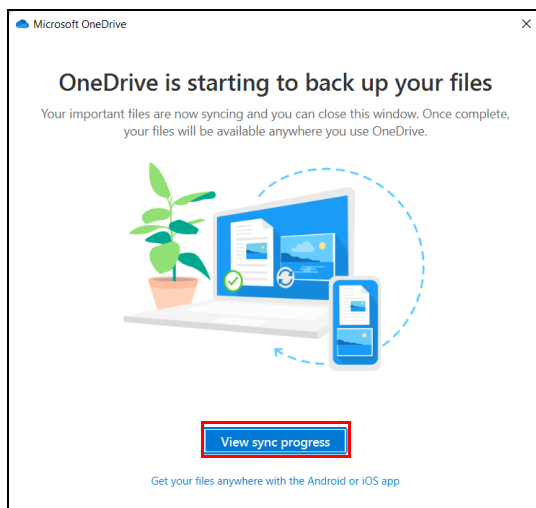 Microsoft OneDrive
OneDrive is starting to back up your files
Your important files are now syncing and you can close this window. Once complete,
your files will be available anywhere you use OneDrive.
View sync progress
Get your files anywhere with the Android or iOS app